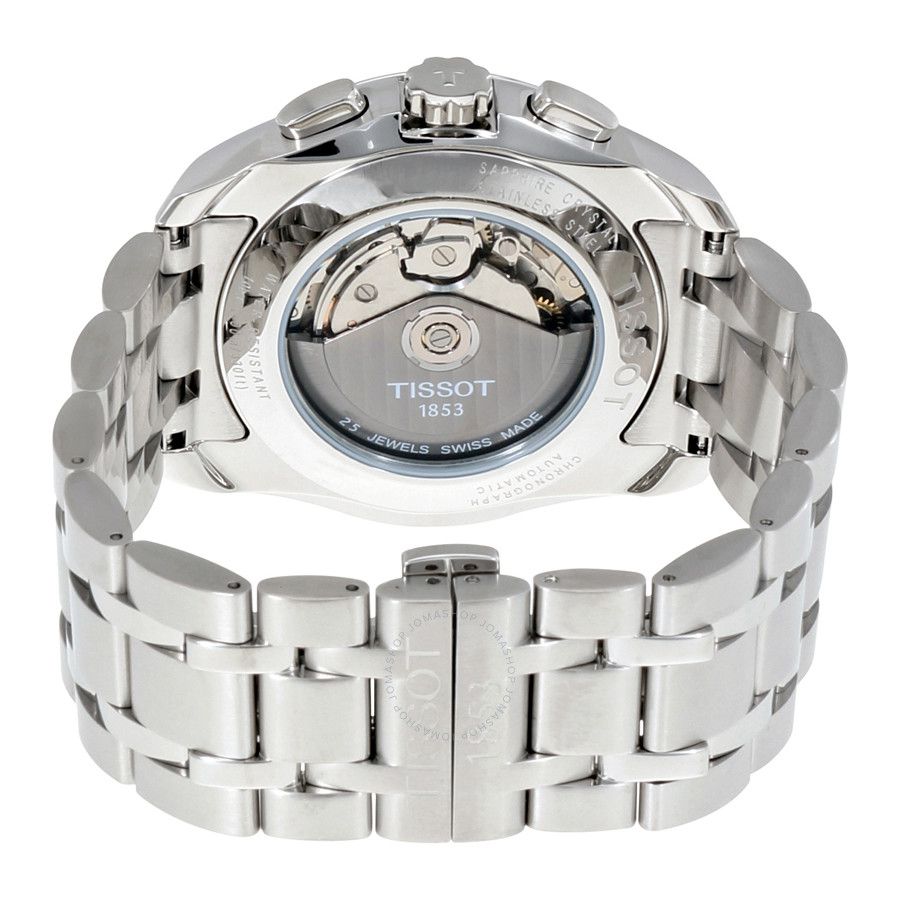 T
SAPPHIRE CRYSTAL
STAINLESS STEEL
TISSOT
WATER RESISTANT
TISSOT
1853
25 JEWELS SWISS MADE
CHRONOGRAPH
AUTOMATIC
TISSOT
1853
JOMASHOP JOMASHOP JOMASHOP JOMASHOP